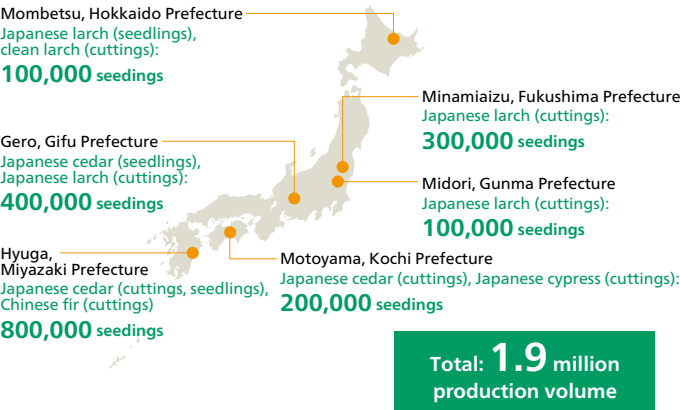 Mombetsu, Hokkaido Prefecture
Japanese larch (seedlings),
clean larch (cuttings):
100,000 seedings
Minamiaizu, Fukushima Prefecture
Japanese larch (cuttings):
300,000 seedings
Gero, Gifu Prefecture
Japanese cedar (seedlings),
Japanese larch (cuttings):
400,000 seedings
Midori, Gunma Prefecture
Japanese larch (cuttings):
100,000 seedings
Hyuga,
Miyazaki Prefecture
Japanese cedar (cuttings, seedlings),
Chinese fir (cuttings)
800,000 seedings
Motoyama, Kochi Prefecture
Japanese cedar (cuttings), Japanese cypress (cuttings):
200,000 seedings
Total: 1.9 million
production volume